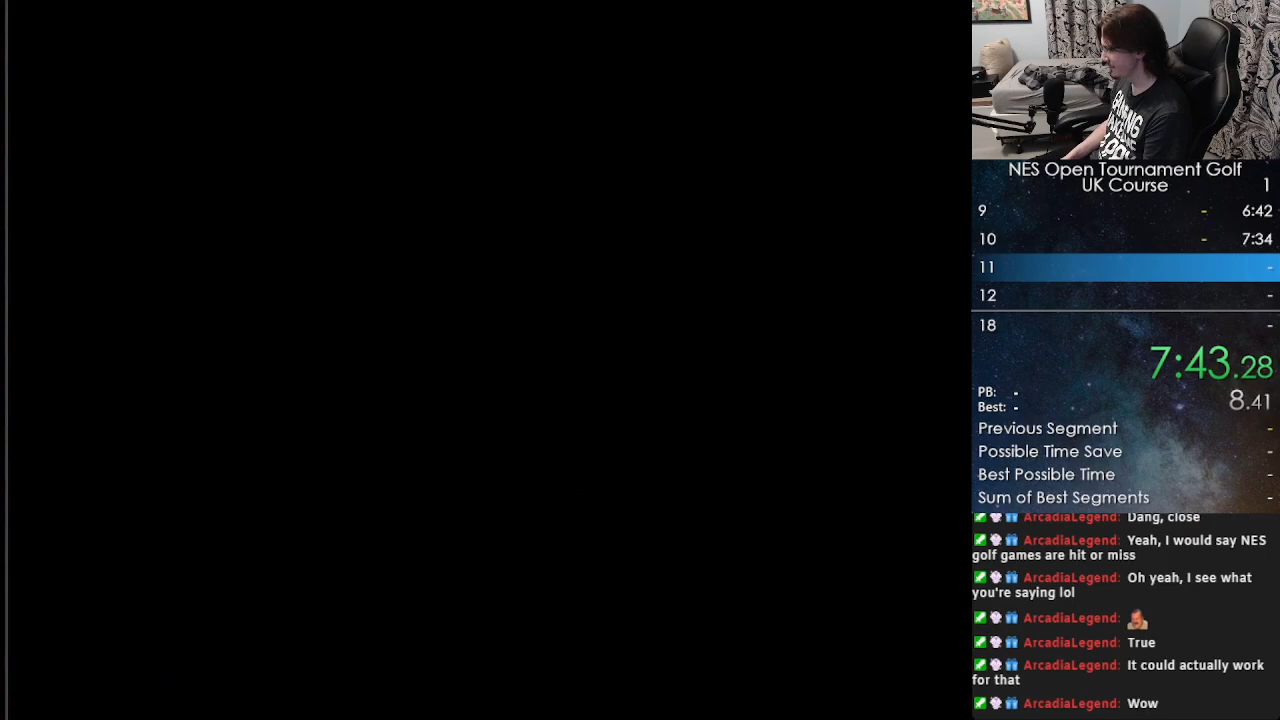 NES Open Tournament Golf
UK Course 1
9 - 6:42
10 - 7:34
11 -
12 -
18 -
7:43.28
PB: -
8.41
Best: -
Previous Segment -
Possible Time Save -
Best Possible Time -
Sum of Best Segments -
ArcadiaLegend: Dang, close
ArcadiaLegend: Yeah, I would say NES
golf games are hit or miss
ArcadiaLegend: Oh yeah, I see what
you're saying lol
ArcadiaLegend:
ArcadiaLegend: True
ArcadiaLegend: It could actually work
for that
ArcadiaLegend: Wow